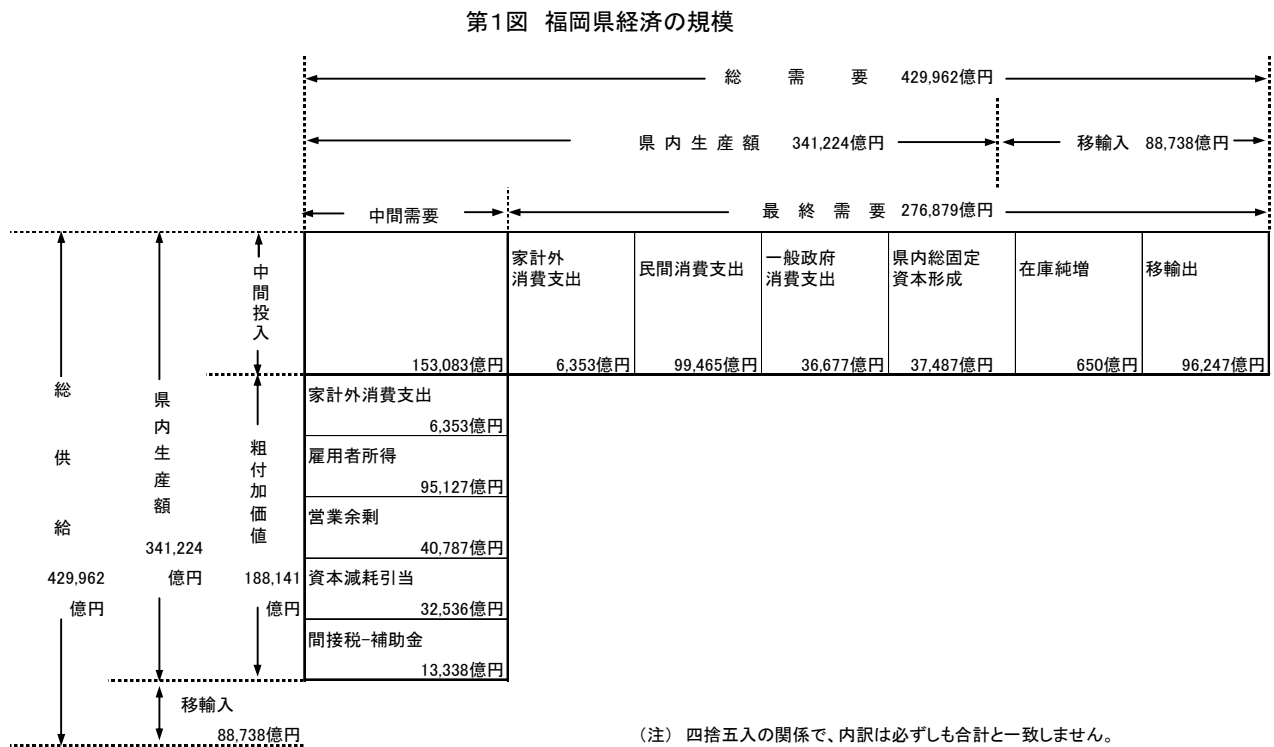 第1図 福岡県経済の規模
総 需 要 429,962億円
県内生産額 341,224億円
移輸入 88,738億円
中間需要
最終需要 276,879億円
中間投入
家計外
消費支出
民間消費支出
一般政府
消費支出
県内総固定
資本形成
在庫純増
移輸出
153,083億円
6,353億円
99,465億円
36,677億円
37,487億円
650億円
96,247億円
総供給
429,962
億円
県内生産額
341,224
億円
粗付加価値
188,141
億円
家計外消費支出
6,353億円
雇用者所得
95,127億円
営業余剰
40,787億円
資本減耗引当
32,536億円
間接税-補助金
13,338億円
移輸入
88,738億円
(注) 四捨五入の関係で、内訳は必ずしも合計と一致しません。